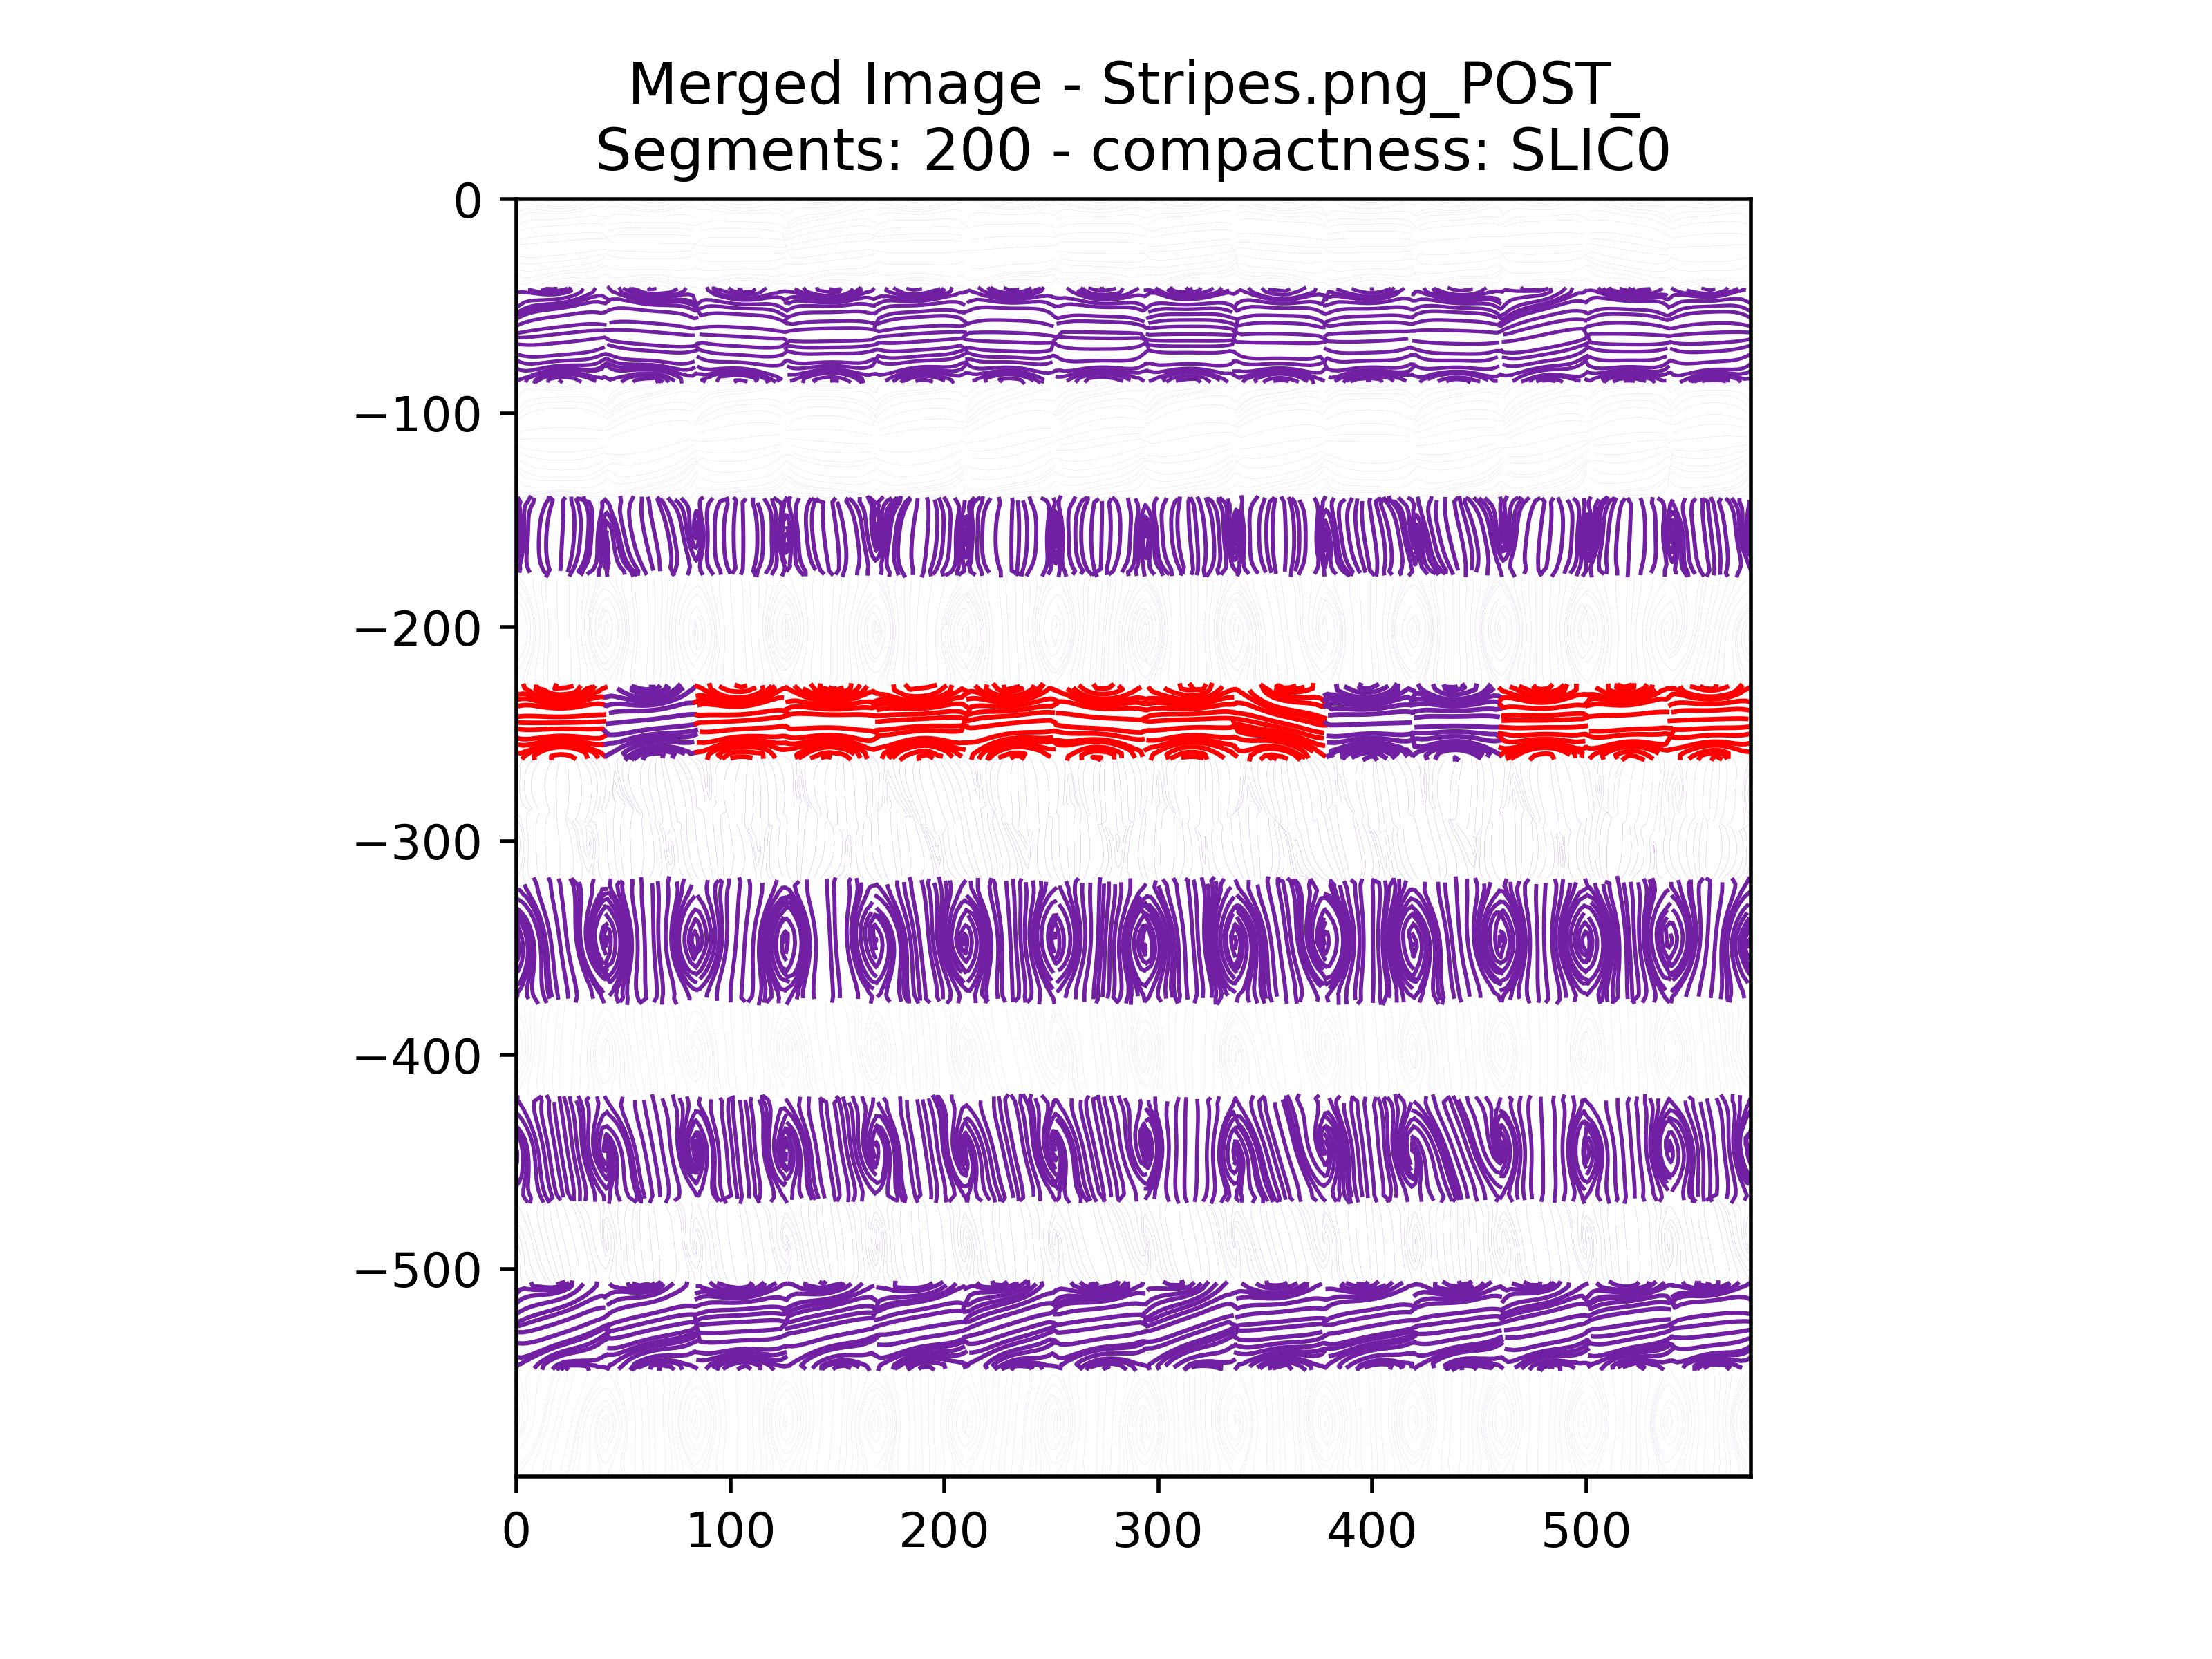 Merged Image - Stripes.png_POST_
Segments: 200 - compactness: SLIC0
0
−100
−200
−300
−400
−500
0 100 200 300 400 500